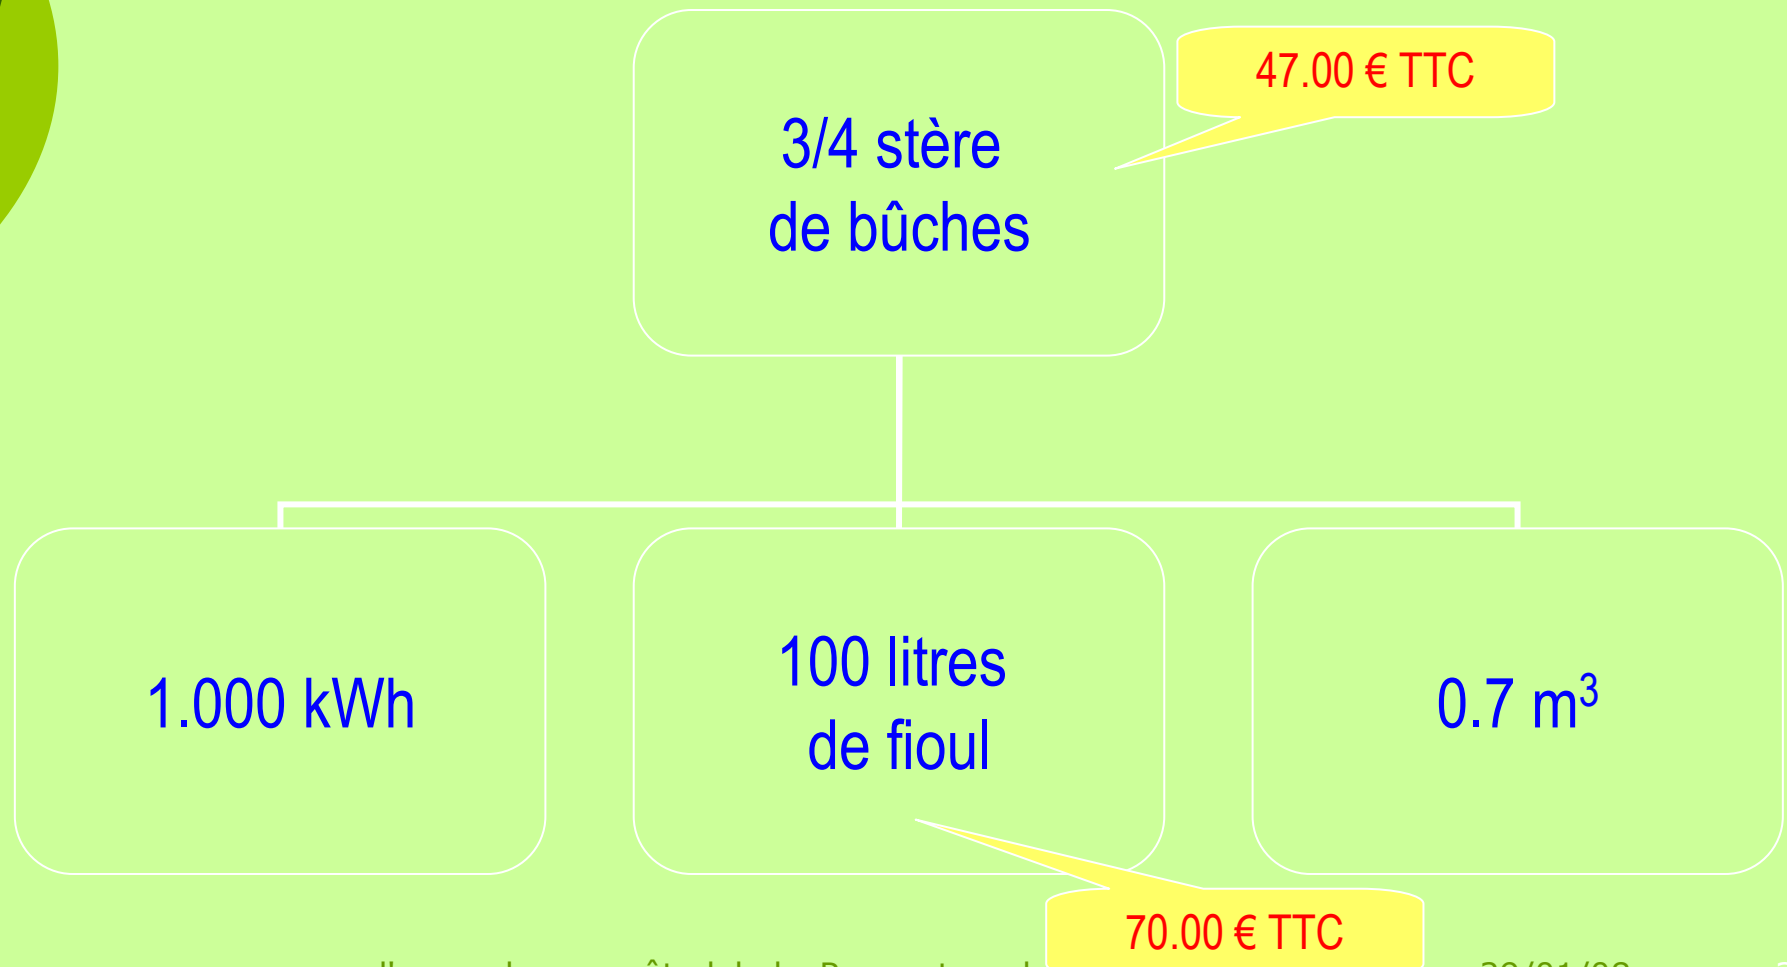 47.00 € TTC
3/4 stère
de bûches
1.000 kWh
100 litres
de fioul
0.7 m³
70.00 € TTC